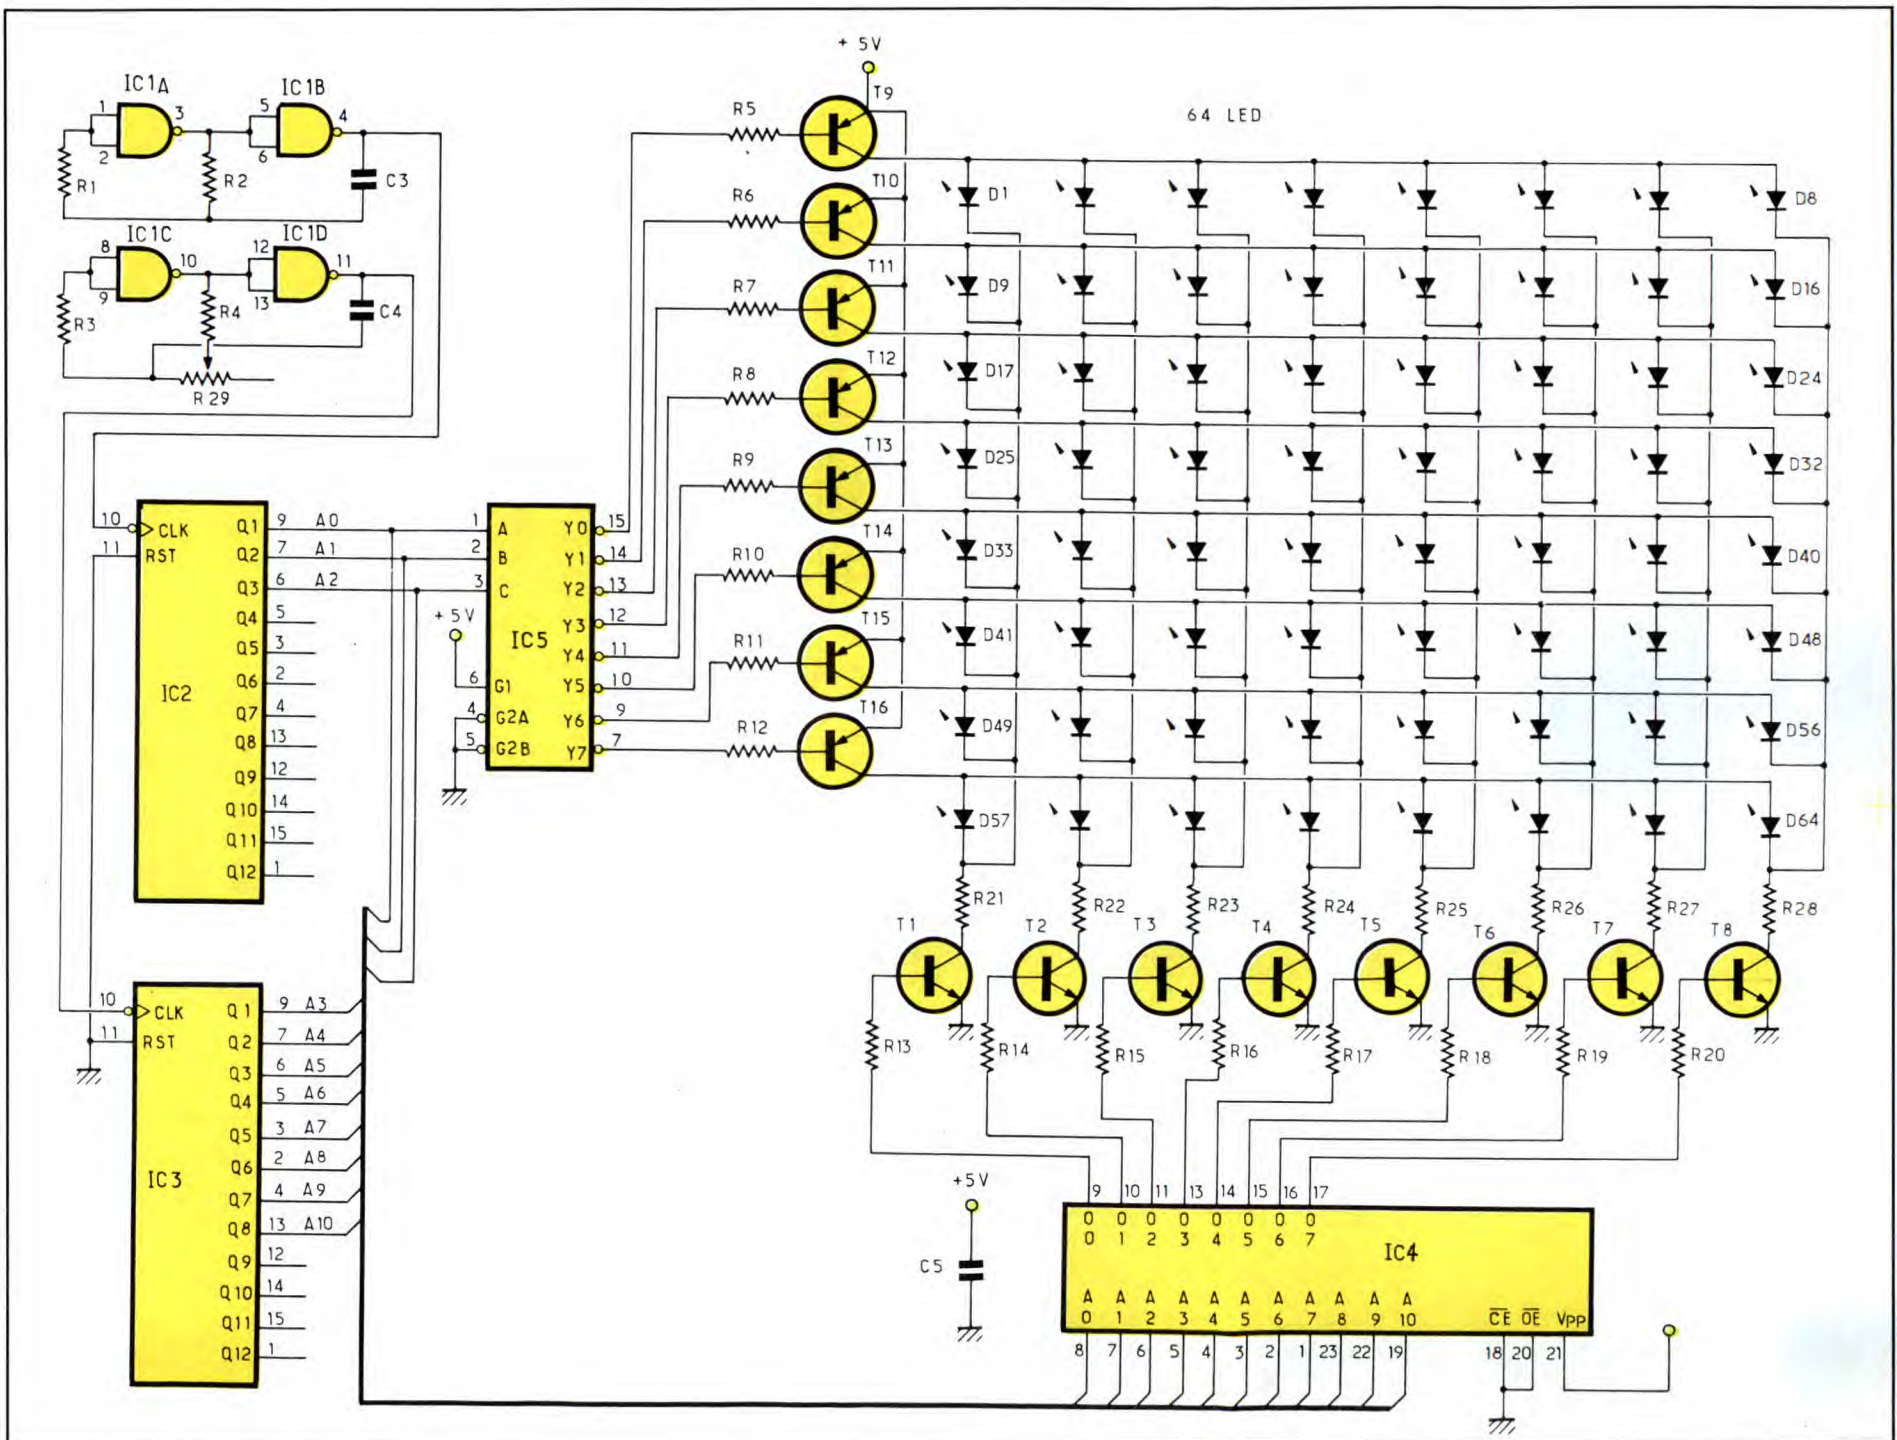 + 5V
IC1A
IC1B
1
2
3
5
6
4
R1
R2
C3
IC1C
IC1D
8
9
10
12
13
11
R3
R4
C4
R29
64 LED
R5
T9
R6
T10
R7
T11
R8
T12
R9
T13
R10
T14
R11
T15
R12
T16
D1
D8
D9
D16
D17
D24
D25
D32
D33
D40
D41
D48
D49
D56
D57
D64
10
CLK
11
RST
IC2
Q1 9 A0
Q2 7 A1
Q3 6 A2
Q4 5
Q5 3
Q6 2
Q7 4
Q8 13
Q9 12
Q10 14
Q11 15
Q12 1
1 A
2 B
3 C
+ 5V
IC5
6 G1
4 G2A
5 G2B
Y0 15
Y1 14
Y2 13
Y3 12
Y4 11
Y5 10
Y6 9
Y7 7
R21
R22
R23
R24
R25
R26
R27
R28
T1
T2
T3
T4
T5
T6
T7
T8
R13
R14
R15
R16
R17
R18
R19
R20
10
CLK
11
RST
IC3
Q1 9 A3
Q2 7 A4
Q3 6 A5
Q4 5 A6
Q5 3 A7
Q6 2 A8
Q7 4 A9
Q8 13 A10
Q9 12
Q10 14
Q11 15
Q12 1
+5V
C5
9 10 11 13 14 15 16 17
O O O O O O O O
0 1 2 3 4 5 6 7
IC4
A A A A A A A A A A A
0 1 2 3 4 5 6 7 8 9 10
CE OE VPP
8 7 6 5 4 3 2 1 23 22 19
18 20 21